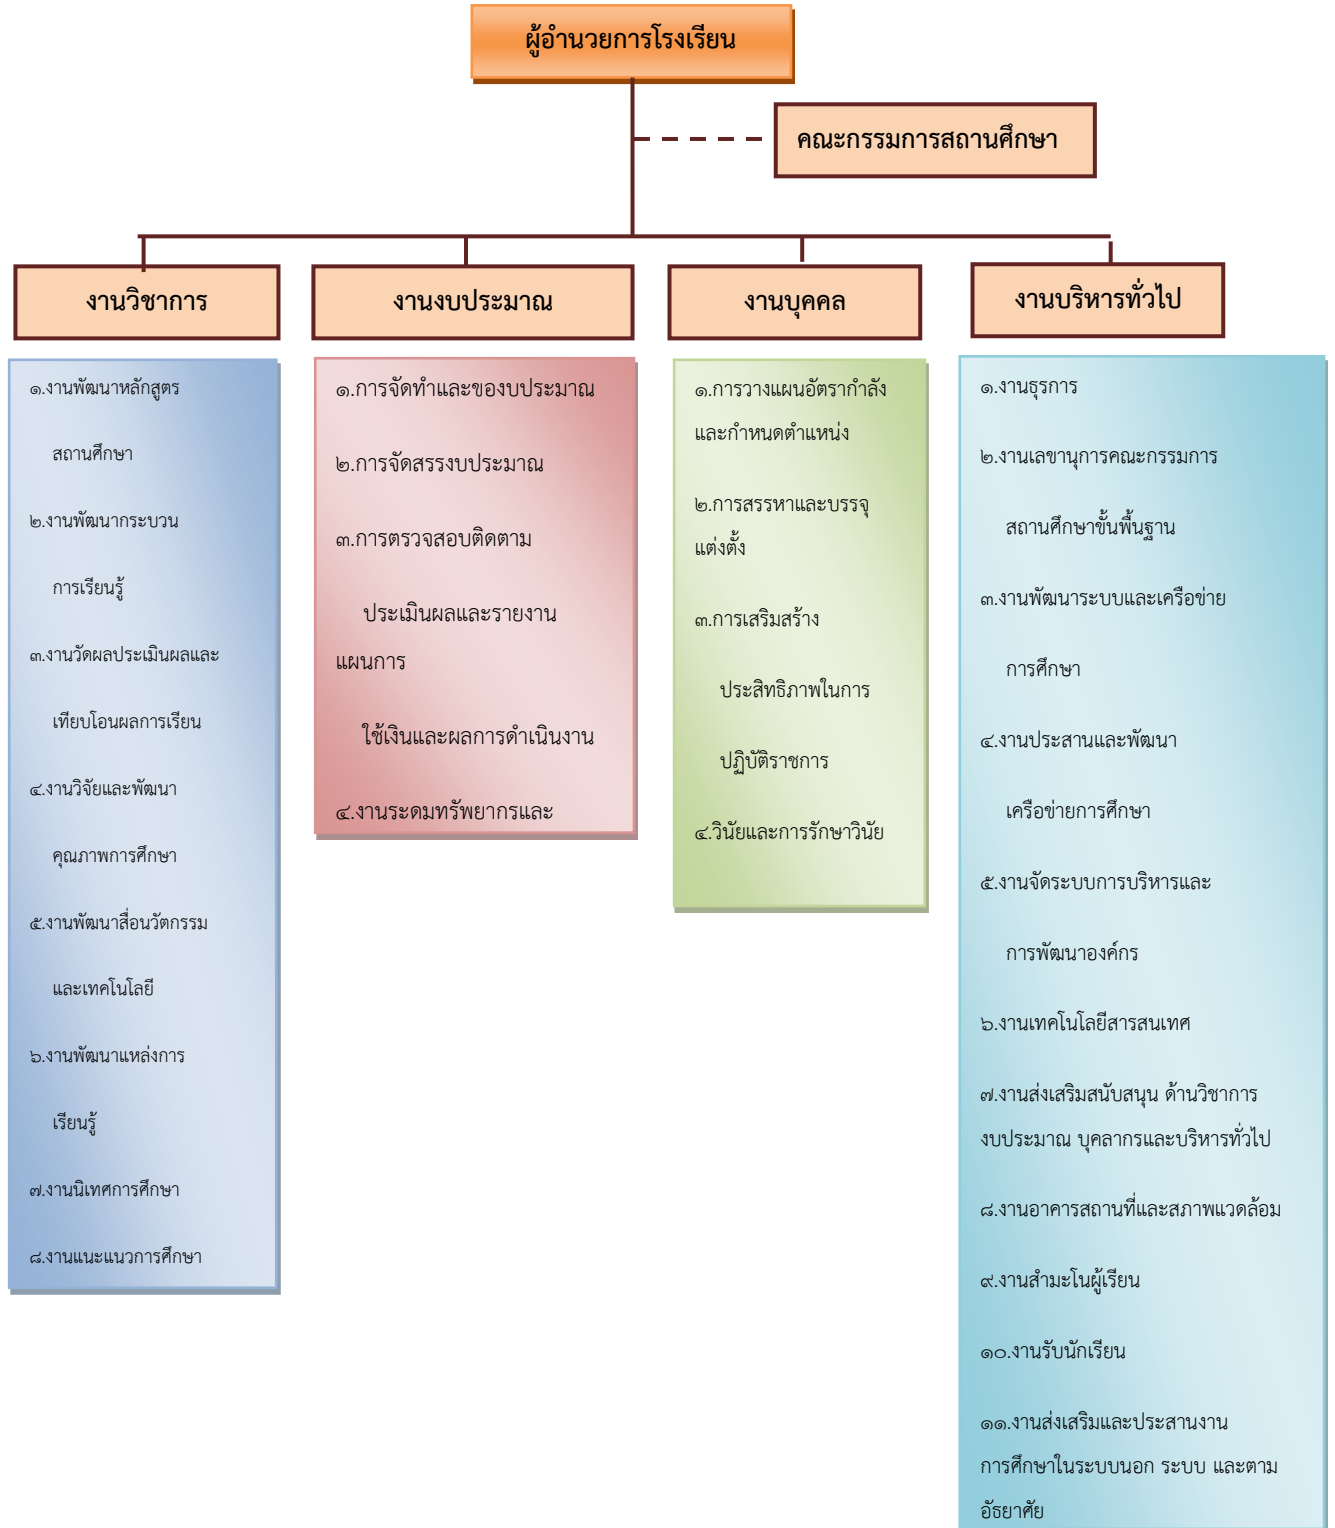 ผู้อำนวยการโรงเรียน
คณะกรรมการสถานศึกษา
งานวิชาการ
๑.งานพัฒนาหลักสูตร
สถานศึกษา
๒.งานพัฒนากระบวน
การเรียนรู้
๓.งานวัดผลประเมินผลและ
เทียบโอนผลการเรียน
๔.งานวิจัยและพัฒนา
คุณภาพการศึกษา
๕.งานพัฒนาสื่อนวัตกรรม
และเทคโนโลยี
๖.งานพัฒนาแหล่งการ
เรียนรู้
๗.งานนิเทศการศึกษา
๘.งานแนะแนวการศึกษา
งานงบประมาณ
๑.การจัดทำและของบประมาณ
๒.การจัดสรรงบประมาณ
๓.การตรวจสอบติดตาม
ประเมินผลและรายงาน
แผนการ
ใช้เงินและผลการดำเนินงาน
๔.งานระดมทรัพยากรและ
งานบุคคล
๑.การวางแผนอัตรากำลัง
และกำหนดตำแหน่ง
๒.การสรรหาและบรรจุ
แต่งตั้ง
๓.การเสริมสร้าง
ประสิทธิภาพในการ
ปฏิบัติราชการ
๔.วินัยและการรักษาวินัย
งานบริหารทั่วไป
๑.งานธุรการ
๒.งานเลขานุการคณะกรรมการ
สถานศึกษาขั้นพื้นฐาน
๓.งานพัฒนาระบบและเครือข่าย
การศึกษา
๔.งานประสานและพัฒนา
เครือข่ายการศึกษา
๕.งานจัดระบบการบริหารและ
การพัฒนาองค์กร
๖.งานเทคโนโลยีสารสนเทศ
๗.งานส่งเสริมสนับสนุน ด้านวิชาการ
งบประมาณ บุคลากรและบริหารทั่วไป
๘.งานอาคารสถานที่และสภาพแวดล้อม
๙.งานสำมะโนผู้เรียน
๑๐.งานรับนักเรียน
๑๑.งานส่งเสริมและประสานงาน
การศึกษาในระบบนอก ระบบ และตาม
อัธยาศัย